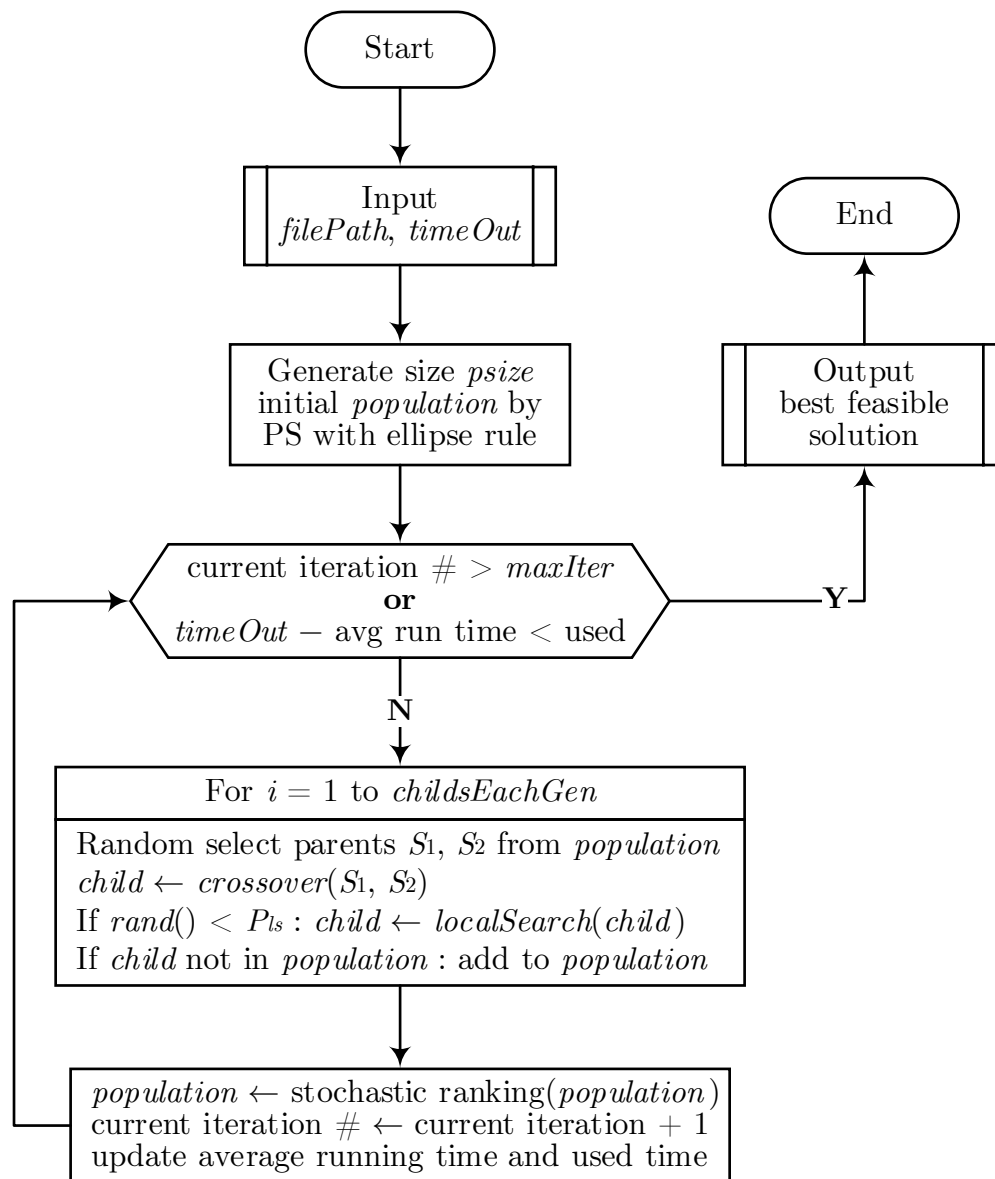 Start
Input
filePath, timeOut
Generate size psize
initial population by
PS with ellipse rule
current iteration # > maxIter
or
timeOut − avg run time < used
Y
Output
best feasible
solution
End
N
For i = 1 to childsEachGen
Random select parents S1, S2 from population
child ← crossover(S1, S2)
If rand() < Pls : child ← localSearch(child)
If child not in population : add to population
population ← stochastic ranking(population)
current iteration # ← current iteration + 1
update average running time and used time